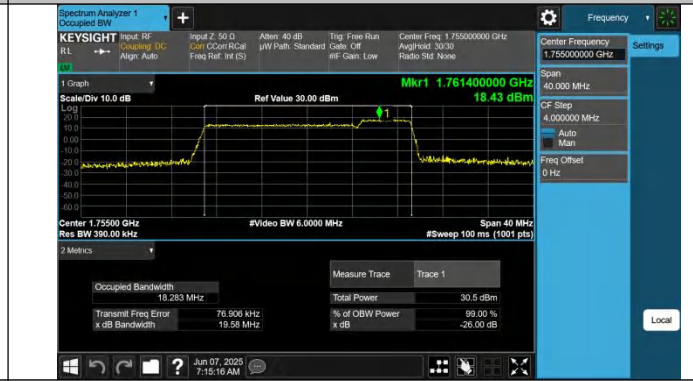 Spectrum Analyzer 1
Occupied BW
Frequency
KEYSIGHT
RL
Input: RF
Coupling: DC
Align: Auto
Input Z: 50 Ω
Corr CCorr RCal
Freq Ref: Int (S)
Atten: 40 dB
µW Path: Standard
Trig: Free Run
Gate: Off
#IF Gain: Low
Center Freq: 1.755000000 GHz
Avg|Hold: 30/30
Radio Std: None
LM
1 Graph
Scale/Div 10.0 dB
Ref Value 30.00 dBm
Mkr1 1.761400000 GHz
18.43 dBm
Log
20.0
10.0
0.00
-10.0
-20.0
-30.0
-40.0
-50.0
-60.0
1
Center 1.75500 GHz
Res BW 390.00 kHz
#Video BW 6.0000 MHz
Span 40 MHz
#Sweep 100 ms (1001 pts)
2 Metrics
Measure Trace Trace 1
Occupied Bandwidth
18.283 MHz
Total Power 30.5 dBm
Transmit Freq Error 76.906 kHz
% of OBW Power 99.00 %
x dB Bandwidth 19.58 MHz
x dB -26.00 dB
Jun 07, 2025
7:15:16 AM
Center Frequency
1.755000000 GHz
Settings
Span
40.000 MHz
CF Step
4.000000 MHz
Auto
Man
Freq Offset
0 Hz
Local